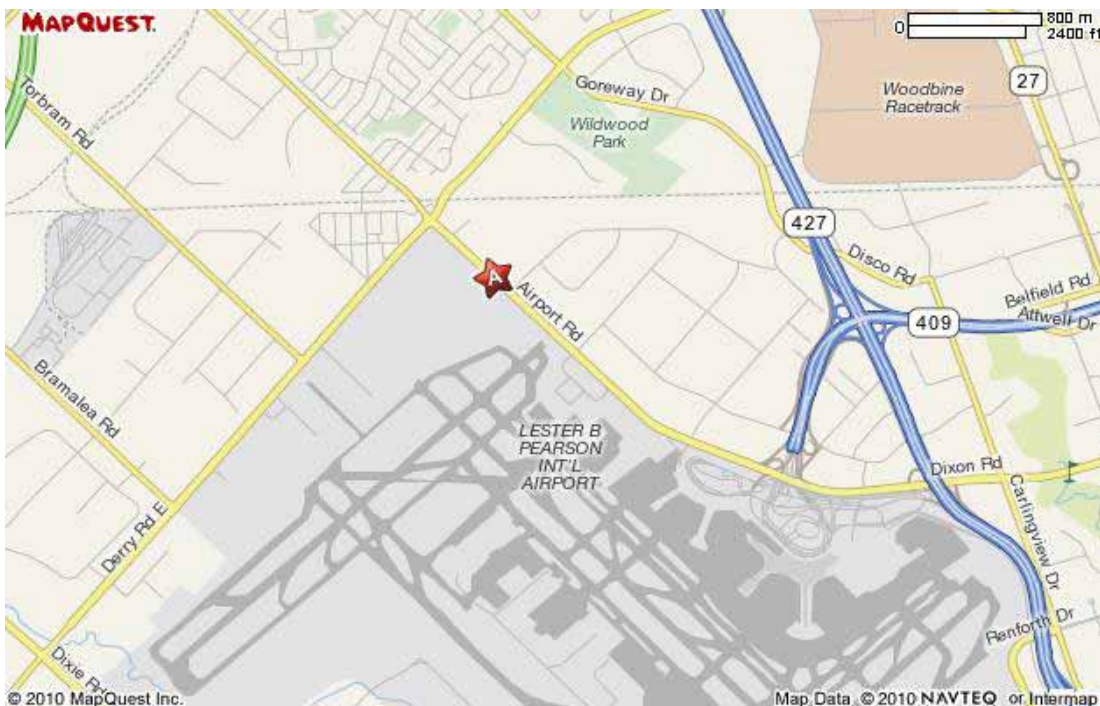 MAPQUEST.
0
800 m
2400 ft
Torbram Rd
Goreway Dr
Wildwood
Park
Woodbine
Racetrack
27
427
Disco Rd
A
Airport Rd
Belfield Rd
409
Attwell Dr
Bramalea Rd
LESTER B
PEARSON
INT'L
AIRPORT
Dixon Rd
Carlingview Dr
Derry Rd E
Renforth Dr
Dixie Rd
© 2010 MapQuest Inc.
Map Data © 2010 NAVTEQ or Intermap